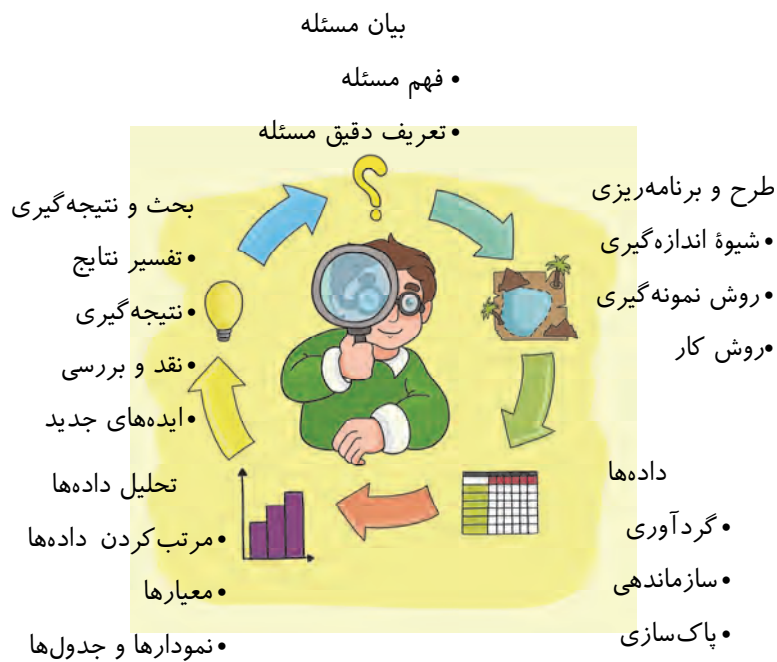 بیان مسئله
• فهم مسئله
• تعریف دقیق مسئله
طرح و برنامه‌ریزی
• شیوهٔ اندازه‌گیری
• روش نمونه‌گیری
• روش کار
داده‌ها
• گردآوری
• سازماندهی
• پاک‌سازی
تحلیل داده‌ها
• مرتب‌کردن داده‌ها
• معیارها
• نمودارها و جدول‌ها
بحث و نتیجه‌گیری
• تفسیر نتایج
• نتیجه‌گیری
• نقد و بررسی
• ایده‌های جدید